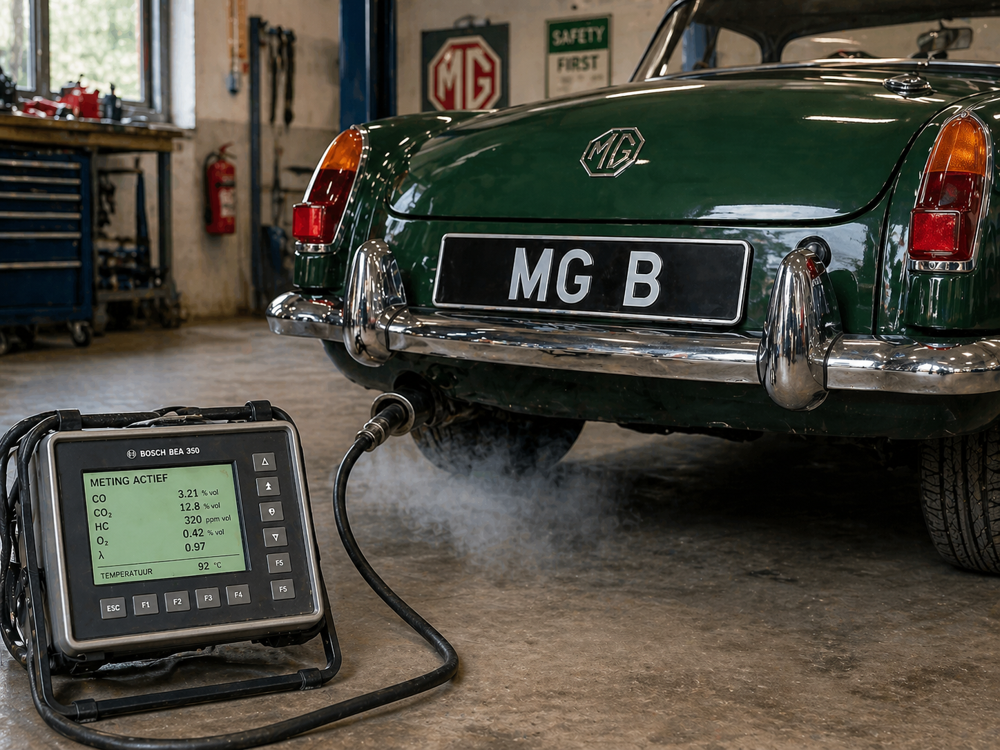 MG
SAFETY
FIRST
MG
MG B
BOSCH BEA 350
METING ACTIEF
CO 3.21 % vol
CO₂ 12.8 % vol
HC 320 ppm vol
O₂ 0.42 % vol
λ 0.97
TEMPERATUUR 92 °C
F5
F5
ESC F1 F2 F3 F4